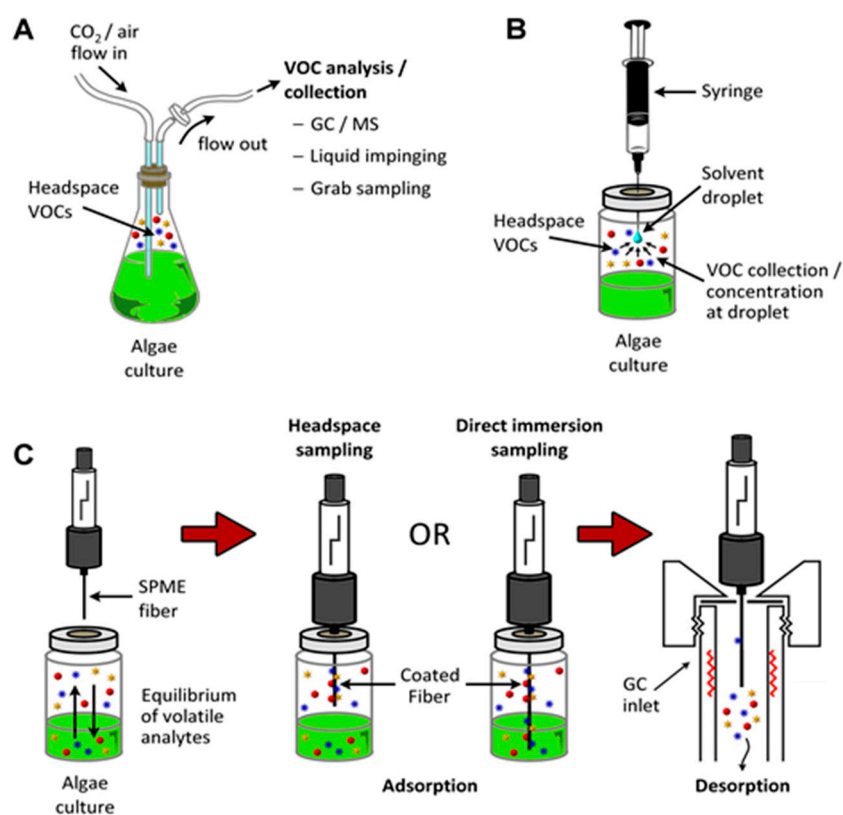 A
CO2 / air
flow in
VOC analysis /
collection
– GC / MS
– Liquid impinging
– Grab sampling
flow out
Headspace
VOCs
Algae
culture
B
Syringe
Solvent
droplet
Headspace
VOCs
VOC collection /
concentration
at droplet
Algae
culture
C
Headspace
sampling
Direct immersion
sampling
OR
SPME
fiber
Equilibrium
of volatile
analytes
Coated
Fiber
GC
inlet
Algae
culture
Adsorption
Desorption